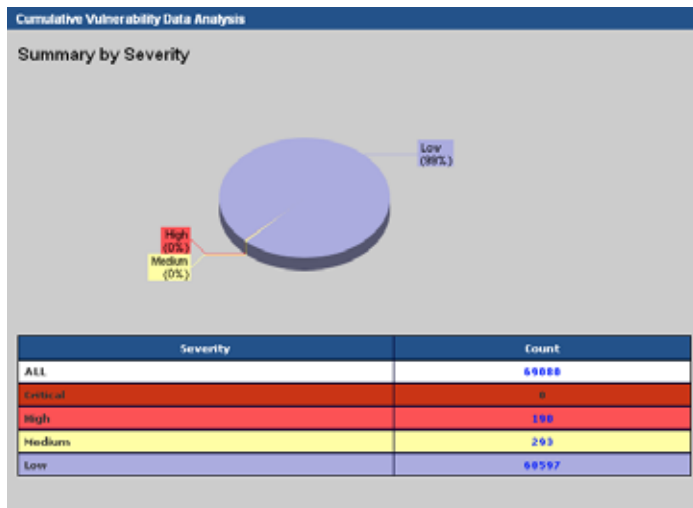 Cumulative Vulnerability Data Analysis
Summary by Severity
Low
(99%)
High
(0%)
Medium
(0%)
Severity Count
ALL 69080
Critical 0
High 190
Medium 293
Low 68597